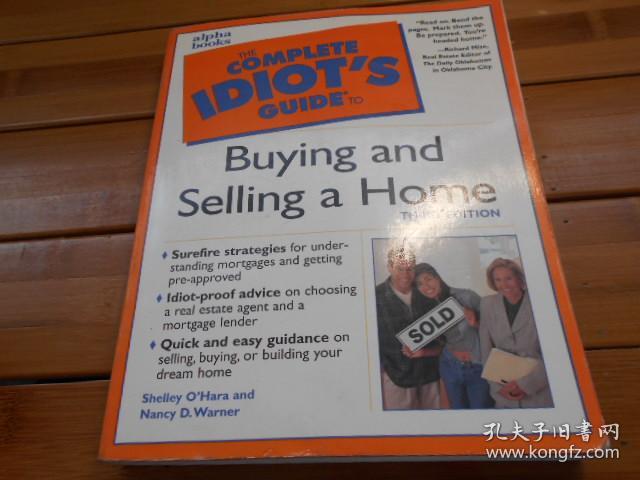 alpha
books
"Read on. Bend the
pages. Mark them up.
Be prepared. You're
headed home."
—Richard Mize,
Real Estate Editor of
The Daily Oklahoman
in Oklahoma City
THE
COMPLETE
IDIOT'S
GUIDE® TO
Buying and
Selling a Home
THIRD EDITION
♦ Surefire strategies for under-
standing mortgages and getting
pre-approved
♦ Idiot-proof advice on choosing
a real estate agent and a
mortgage lender
♦ Quick and easy guidance on
selling, buying, or building your
dream home
SOLD
Shelley O'Hara and
Nancy D. Warner
孔夫子旧书网
www.kongfz.com